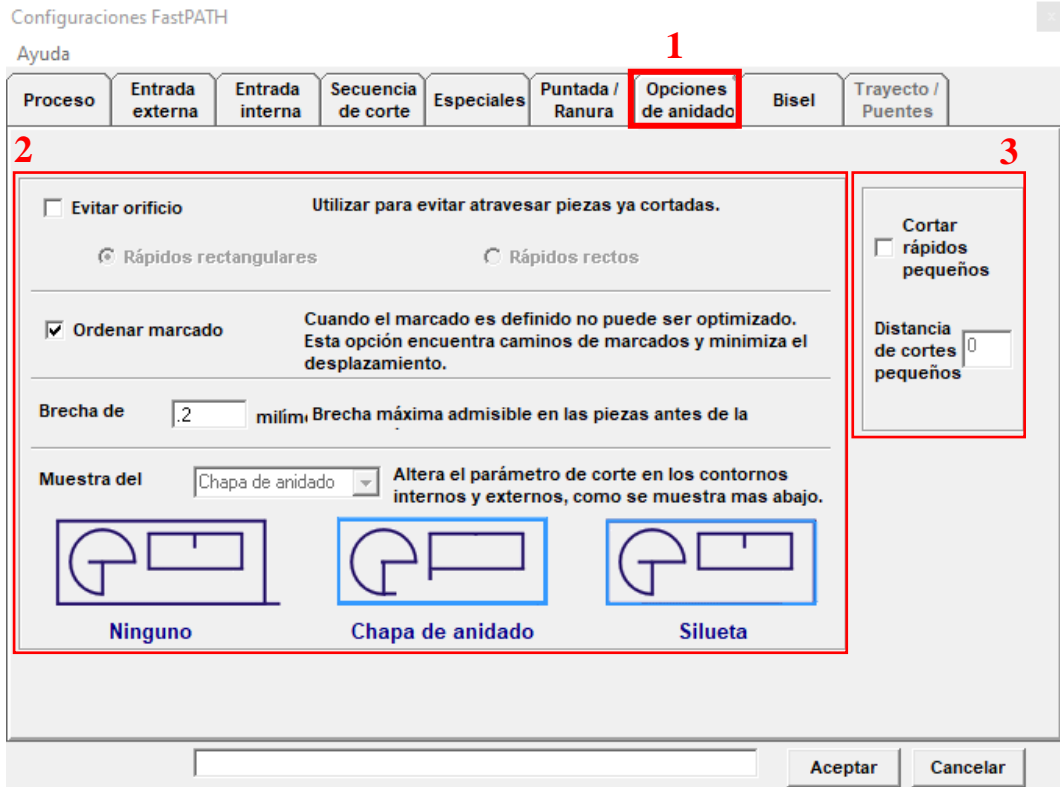 Configuraciones FastPATH
Ayuda
1
Proceso
Entrada
externa
Entrada
interna
Secuencia
de corte
Especiales
Puntada /
Ranura
Opciones
de anidado
Bisel
Trayecto /
Puentes
2
Evitar orificio
Utilizar para evitar atravesar piezas ya cortadas.
Rápidos rectangulares
Rápidos rectos
Ordenar marcado
Cuando el marcado es definido no puede ser optimizado.
Esta opción encuentra caminos de marcados y minimiza el
desplazamiento.
Brecha de
.2
milím
Brecha máxima admisible en las piezas antes de la
Muestra del
Chapa de anidado
Altera el parámetro de corte en los contornos
internos y externos, como se muestra mas abajo.
Ninguno
Chapa de anidado
Silueta
3
Cortar
rápidos
pequeños
Distancia
de cortes
pequeños
0
Aceptar
Cancelar